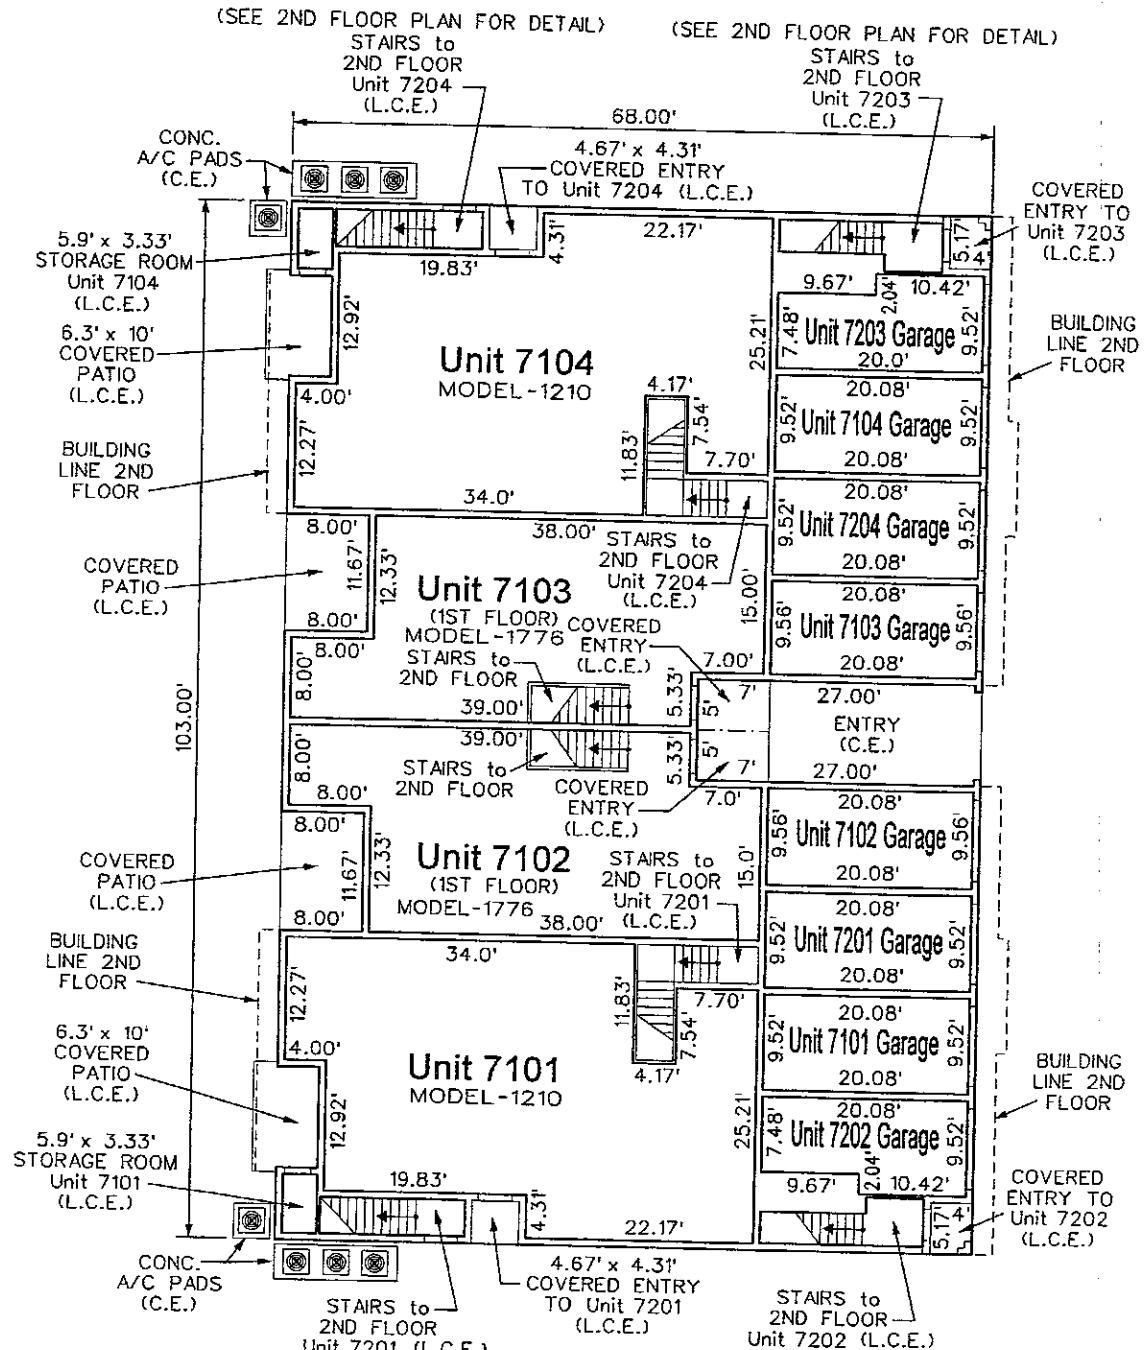 (SEE 2ND FLOOR PLAN FOR DETAIL)
STAIRS to
2ND FLOOR
Unit 7204
(L.C.E.)
(SEE 2ND FLOOR PLAN FOR DETAIL)
STAIRS to
2ND FLOOR
Unit 7203
(L.C.E.)
68.00'
CONC.
A/C PADS
(C.E.)
4.67' x 4.31'
COVERED ENTRY
TO Unit 7204 (L.C.E.)
COVERED
ENTRY TO
Unit 7203
(L.C.E.)
5.9' x 3.33'
STORAGE ROOM
Unit 7104
(L.C.E.)
6.3' x 10'
COVERED
PATIO
(L.C.E.)
19.83'
4.31'
22.17'
5.17'
4'
12.92'
9.67'
2.04'
10.42'
Unit 7104
MODEL-1210
25.21'
7.48'
Unit 7203 Garage
9.52'
20.0'
BUILDING
LINE 2ND
FLOOR
4.00'
4.17'
7.54'
11.83'
7.70'
20.08'
9.52'
Unit 7104 Garage
9.52'
20.08'
BUILDING
LINE 2ND
FLOOR
12.27'
34.0'
20.08'
9.52'
Unit 7204 Garage
9.52'
20.08'
8.00'
38.00'
STAIRS to
2ND FLOOR
Unit 7204
(L.C.E.)
COVERED
PATIO
(L.C.E.)
11.67'
12.33'
Unit 7103
(1ST FLOOR)
MODEL-1776
15.00'
20.08'
9.56'
Unit 7103 Garage
9.56'
20.08'
8.00'
8.00'
COVERED
ENTRY
(L.C.E.)
STAIRS to
2ND FLOOR
7.00'
8.00'
39.00'
5.33'
7'
5'
27.00'
ENTRY
(C.E.)
103.00'
39.00'
8.00'
STAIRS to
2ND FLOOR
5.33'
5'
7'
27.00'
8.00'
COVERED
ENTRY
(L.C.E.)
7.0'
20.08'
9.56'
Unit 7102 Garage
9.56'
20.08'
8.00'
COVERED
PATIO
(L.C.E.)
11.67'
12.33'
Unit 7102
(1ST FLOOR)
MODEL-1776
STAIRS to
2ND FLOOR
Unit 7201
(L.C.E.)
15.0'
8.00'
38.00'
20.08'
9.52'
Unit 7201 Garage
9.52'
20.08'
BUILDING
LINE 2ND
FLOOR
34.0'
12.27'
11.83'
7.70'
7.54'
4.17'
20.08'
9.52'
Unit 7101 Garage
9.52'
20.08'
6.3' x 10'
COVERED
PATIO
(L.C.E.)
4.00'
Unit 7101
MODEL-1210
BUILDING
LINE 2ND
FLOOR
12.92'
25.21'
20.08'
7.48'
Unit 7202 Garage
9.52'
5.9' x 3.33'
STORAGE ROOM
Unit 7101
(L.C.E.)
19.83'
4.31'
22.17'
9.67'
2.04'
10.42'
5.17'
4'
COVERED
ENTRY TO
Unit 7202
(L.C.E.)
CONC.
A/C PADS
(C.E.)
4.67' x 4.31'
COVERED ENTRY
TO Unit 7201
(L.C.E.)
STAIRS to
2ND FLOOR
Unit 7201 (L.C.E.)
STAIRS to
2ND FLOOR
Unit 7202 (L.C.E.)